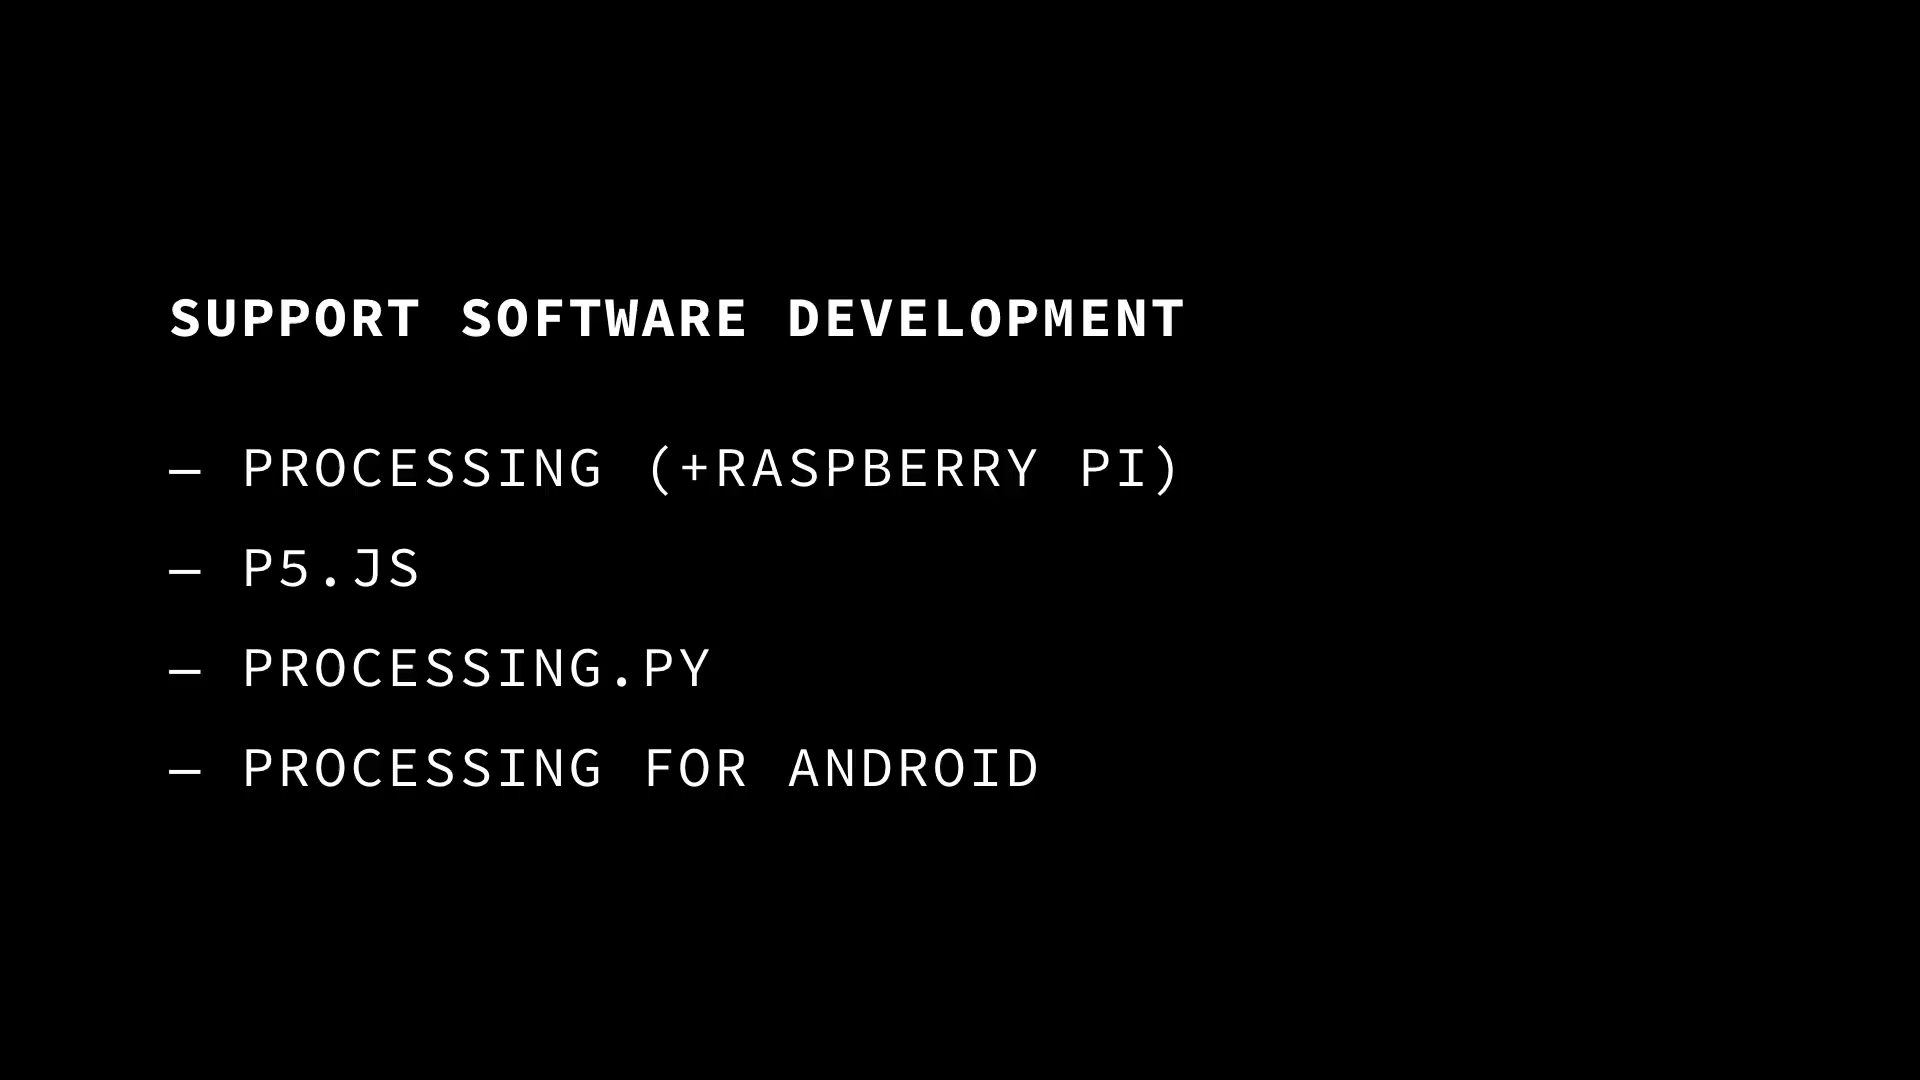 SUPPORT SOFTWARE DEVELOPMENT
— PROCESSING (+RASPBERRY PI)
— P5.JS
— PROCESSING.PY
— PROCESSING FOR ANDROID